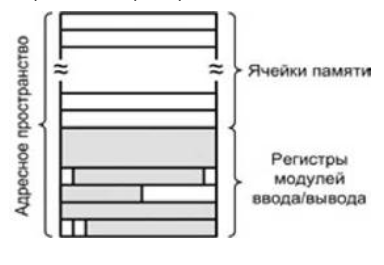 Адресное пространство
Ячейки памяти
Регистры
модулей
ввода/вывода